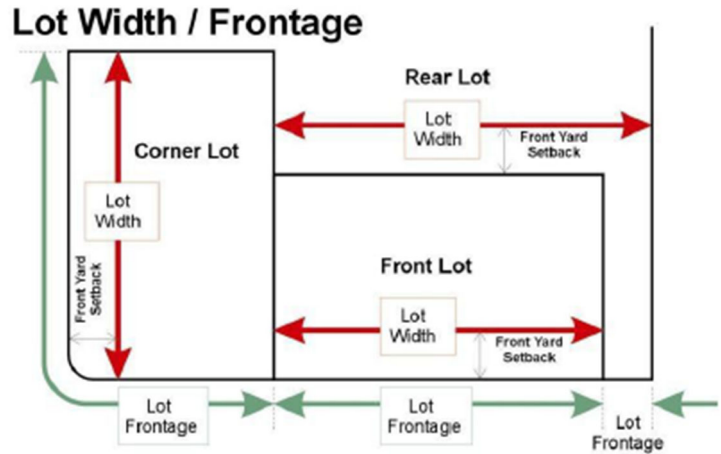 Lot Width / Frontage
Rear Lot
Lot
Width
Front Yard
Setback
Corner Lot
Lot
Width
Front Yard
Setback
Front Lot
Lot
Width
Front Yard
Setback
Lot
Frontage
Lot
Frontage
Lot
Frontage